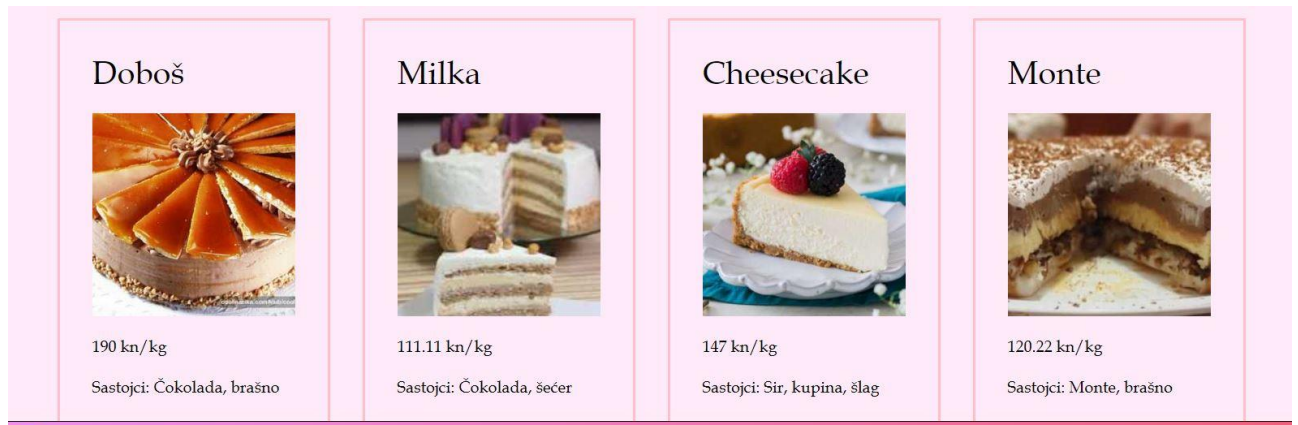 Doboš
190 kn/kg
Sastojci: Čokolada, brašno
Milka
111.11 kn/kg
Sastojci: Čokolada, šećer
Cheesecake
147 kn/kg
Sastojci: Sir, kupina, šlag
Monte
120.22 kn/kg
Sastojci: Monte, brašno